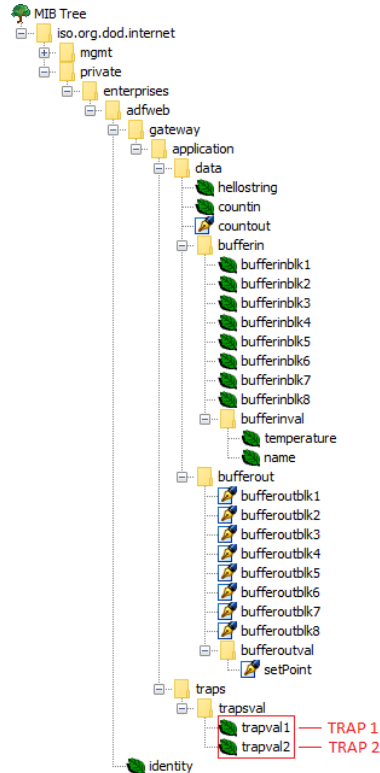 MIB Tree
iso.org.dod.internet
mgmt
private
enterprises
adfweb
gateway
application
data
hellostring
countin
countout
bufferin
bufferinblk1
bufferinblk2
bufferinblk3
bufferinblk4
bufferinblk5
bufferinblk6
bufferinblk7
bufferinblk8
bufferinval
temperature
name
bufferout
bufferoutblk1
bufferoutblk2
bufferoutblk3
bufferoutblk4
bufferoutblk5
bufferoutblk6
bufferoutblk7
bufferoutblk8
bufferoutval
setPoint
traps
trapsval
trapval1 TRAP 1
trapval2 TRAP 2
identity